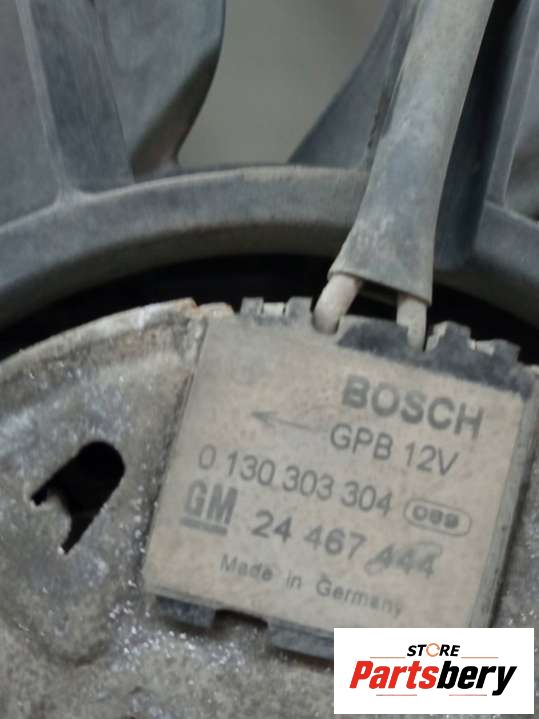 BOSCH
GPB 12V
0 130 303 304
GM 24 467 444
Made in Germany
STORE
Partsbery